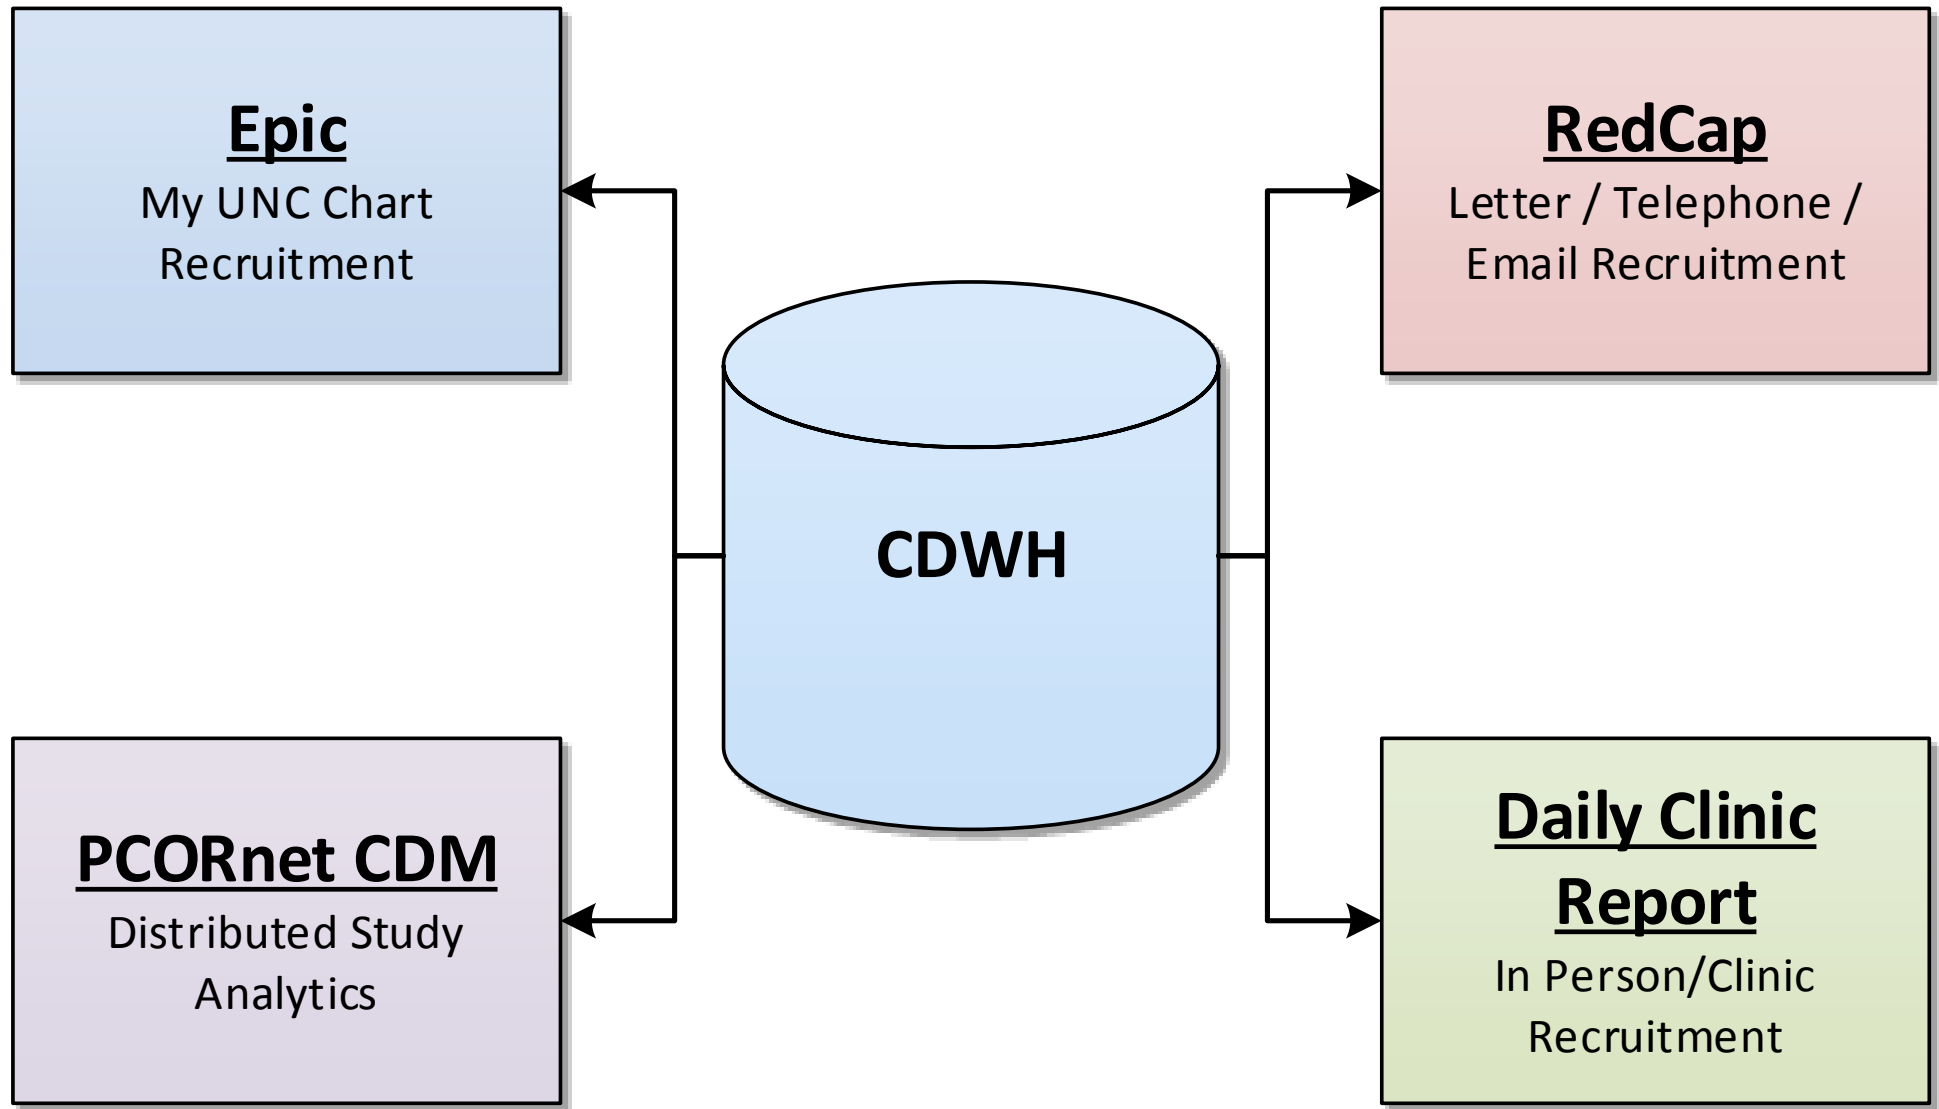 Epic
My UNC Chart
Recruitment
RedCap
Letter / Telephone /
Email Recruitment
CDWH
PCORnet CDM
Distributed Study
Analytics
Daily Clinic
Report
In Person/Clinic
Recruitment